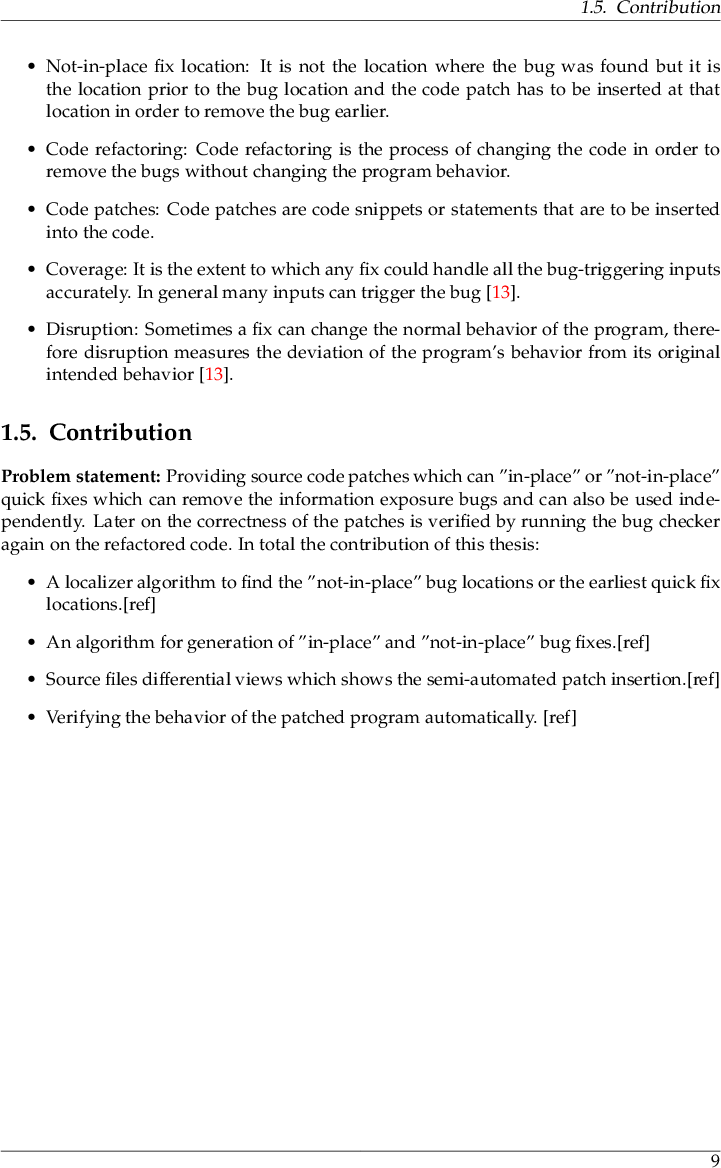 1.5. Contribution
• Not-in-place fix location: It is not the location where the bug was found but it is
the location prior to the bug location and the code patch has to be inserted at that
location in order to remove the bug earlier.
• Code refactoring: Code refactoring is the process of changing the code in order to
remove the bugs without changing the program behavior.
• Code patches: Code patches are code snippets or statements that are to be inserted
into the code.
• Coverage: It is the extent to which any fix could handle all the bug-triggering inputs
accurately. In general many inputs can trigger the bug [13].
• Disruption: Sometimes a fix can change the normal behavior of the program, there-
fore disruption measures the deviation of the program’s behavior from its original
intended behavior [13].
1.5. Contribution
Problem statement: Providing source code patches which can ”in-place” or ”not-in-place”
quick fixes which can remove the information exposure bugs and can also be used inde-
pendently. Later on the correctness of the patches is verified by running the bug checker
again on the refactored code. In total the contribution of this thesis:
• A localizer algorithm to find the ”not-in-place” bug locations or the earliest quick fix
locations.[ref]
• An algorithm for generation of ”in-place” and ”not-in-place” bug fixes.[ref]
• Source files differential views which shows the semi-automated patch insertion.[ref]
• Verifying the behavior of the patched program automatically. [ref]
9